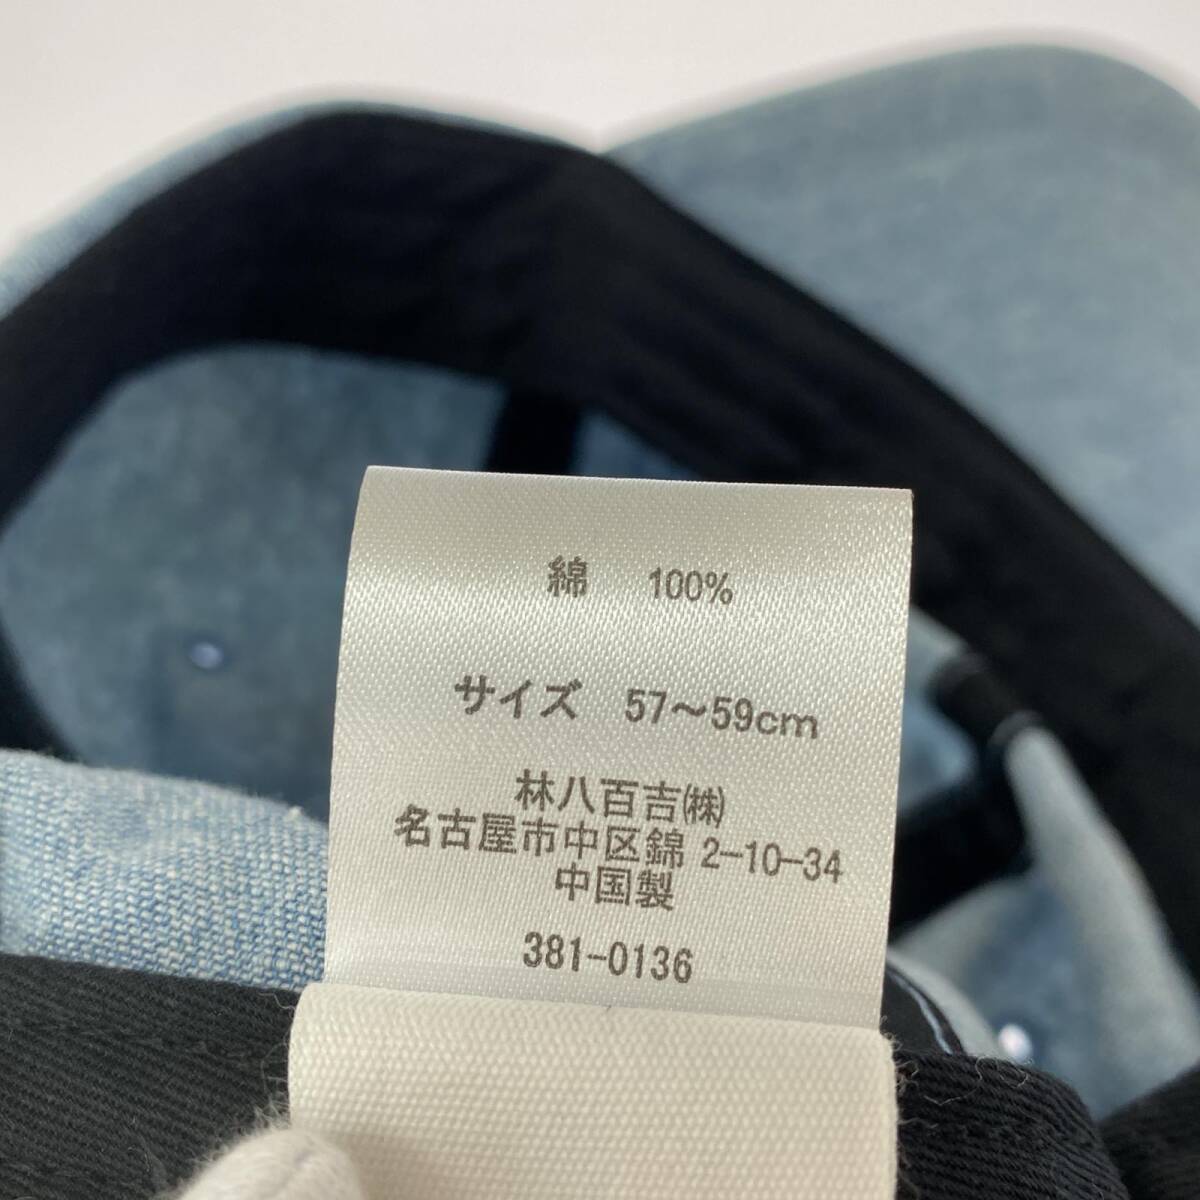 綿 100%
サイズ 57～59cm
林八百吉㈱
名古屋市中区錦 2-10-34
中国製
381-0136